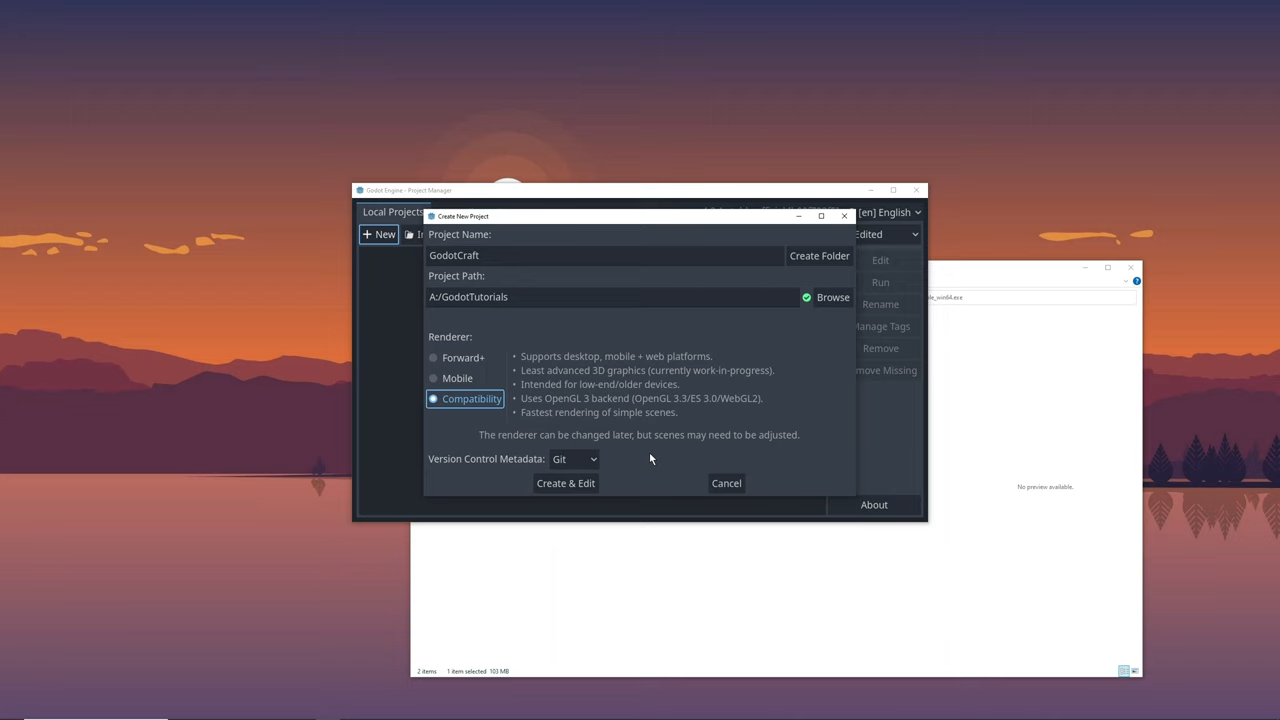 Godot Engine - Project Manager
Local Projects
[en] English
Create New Project
+ New
Edited
Project Name:
GodotCraft
Create Folder
Edit
Project Path:
Run
A:/GodotTutorials
Browse
le_win64.exe
Rename
Manage Tags
Renderer:
Remove
Forward+
Mobile
Compatibility
• Supports desktop, mobile + web platforms.
• Least advanced 3D graphics (currently work-in-progress).
• Intended for low-end/older devices.
• Uses OpenGL 3 backend (OpenGL 3.3/ES 3.0/WebGL2).
• Fastest rendering of simple scenes.
move Missing
The renderer can be changed later, but scenes may need to be adjusted.
Version Control Metadata:
Git
Create & Edit
Cancel
No preview available.
About
2 items
1 item selected 103 MB